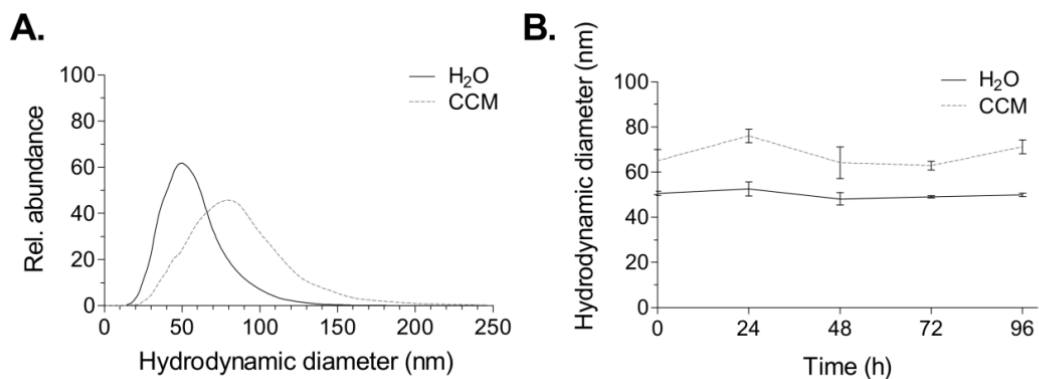 A.
Rel. abundance
100
80
60
40
20
0
0 50 100 150 200 250
Hydrodynamic diameter (nm)
H₂O
CCM
B.
Hydrodynamic diameter (nm)
100
80
60
40
20
0
0 24 48 72 96
Time (h)
H₂O
CCM